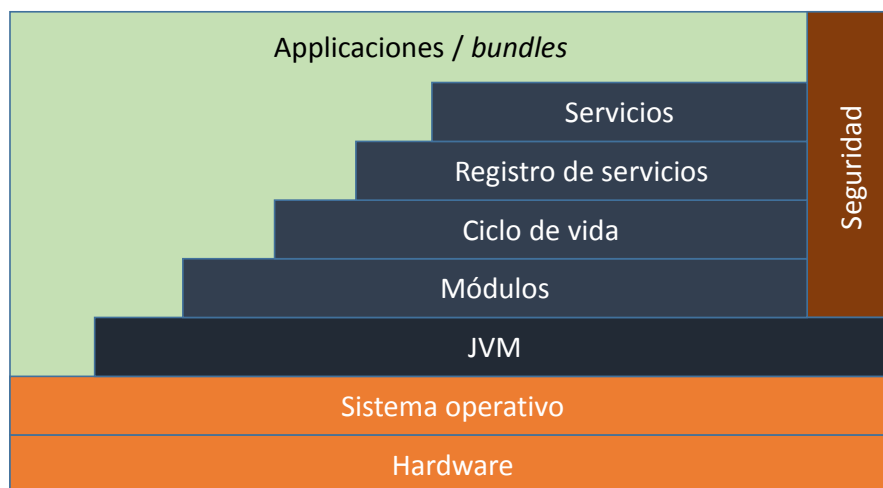 Applicaciones / bundles
Servicios
Registro de servicios
Ciclo de vida
Módulos
Seguridad
JVM
Sistema operativo
Hardware